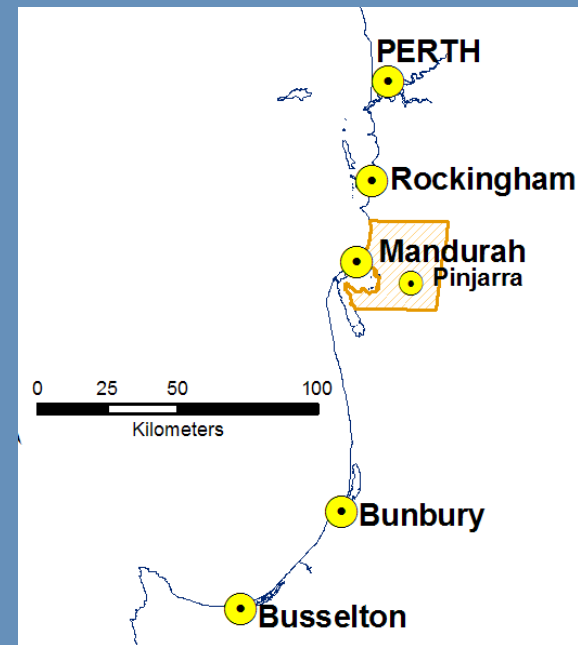 PERTH
Rockingham
Mandurah
Pinjarra
0 25 50 100
Kilometers
Bunbury
Busselton